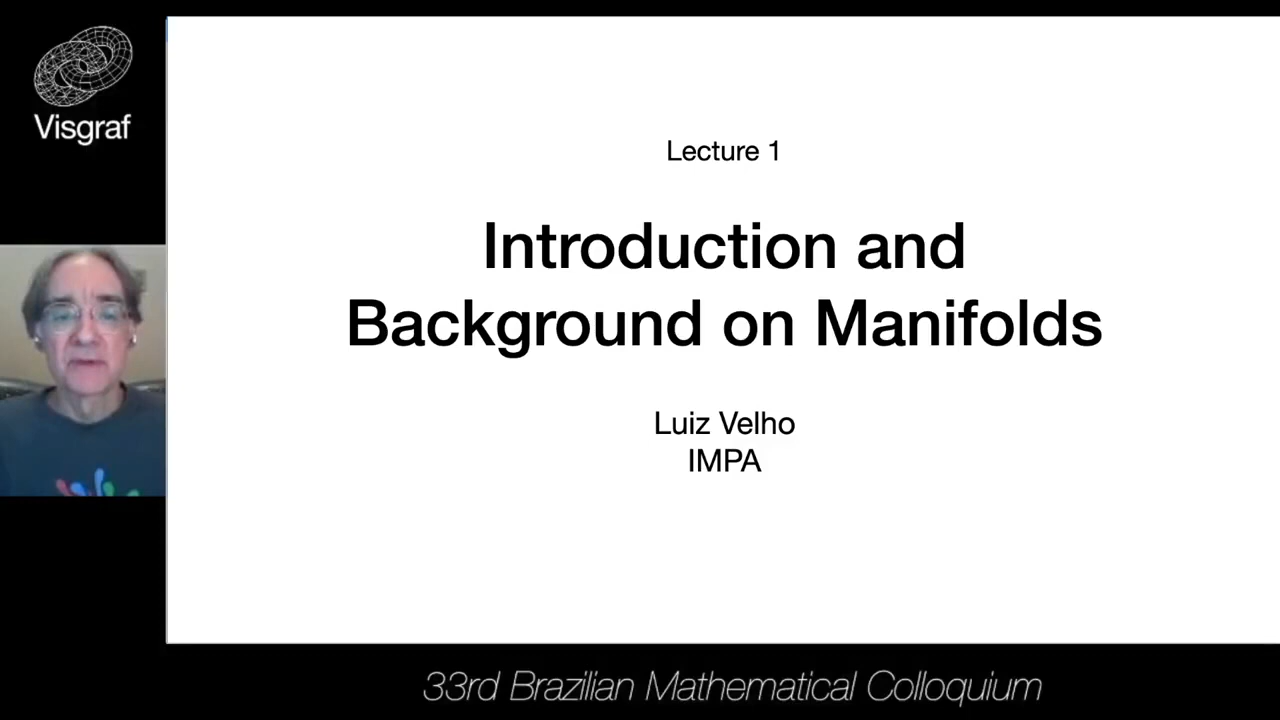 Visgraf
Lecture 1
Introduction and
Background on Manifolds
Luiz Velho
IMPA
33rd Brazilian Mathematical Colloquium